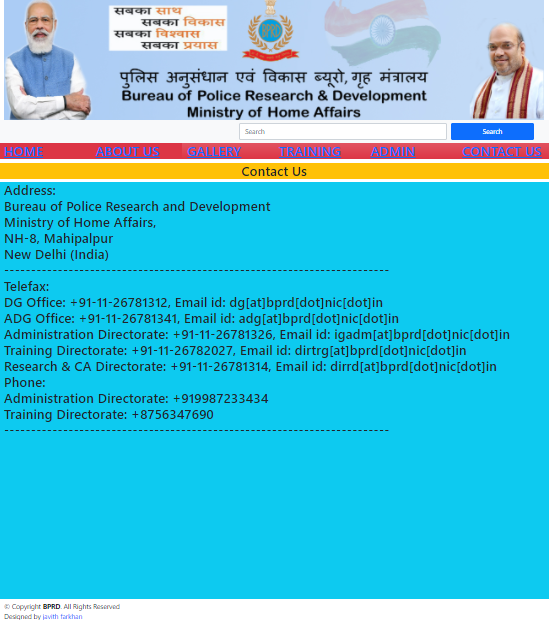 सबका साथ
सबका विकास
सबका विश्वास
सबका प्रयास
पुलिस अनुसंधान एवं विकास ब्यूरो, गृह मंत्रालय
Bureau of Police Research & Development
Ministry of Home Affairs
Search
Search
HOME ABOUT US GALLERY TRAINING ADMIN CONTACT US
Contact Us
Address:
Bureau of Police Research and Development
Ministry of Home Affairs,
NH-8, Mahipalpur
New Delhi (India)
------------------------------------------------------------------------
Telefax:
DG Office: +91-11-26781312, Email id: dg[at]bprd[dot]nic[dot]in
ADG Office: +91-11-26781341, Email id: adg[at]bprd[dot]nic[dot]in
Administration Directorate: +91-11-26781326, Email id: igadm[at]bprd[dot]nic[dot]in
Training Directorate: +91-11-26782027, Email id: dirtrg[at]bprd[dot]nic[dot]in
Research & CA Directorate: +91-11-26781314, Email id: dirrd[at]bprd[dot]nic[dot]in
Phone:
Administration Directorate: +919987233434
Training Directorate: +8756347690
------------------------------------------------------------------------
© Copyright BPRD. All Rights Reserved
Designed by javith farkhan